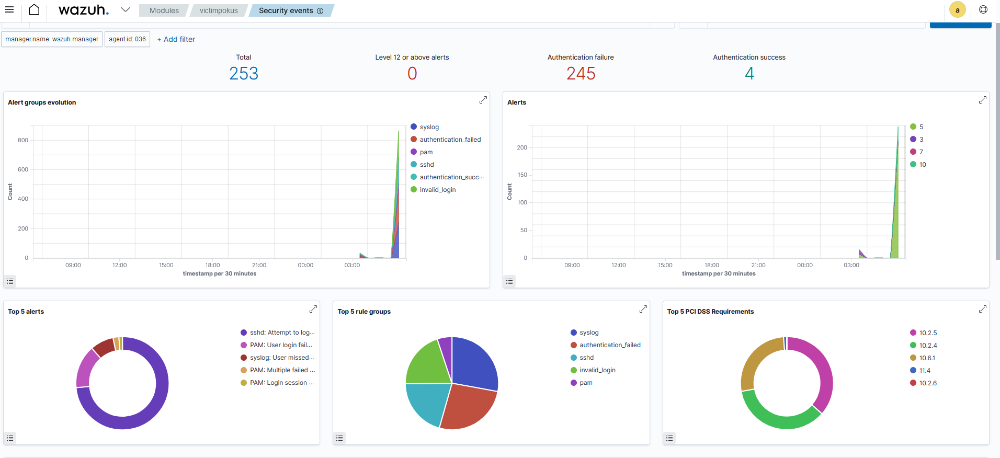 wazuh. Modules victimpokus Security events a
manager.name: wazuh.manager agent.id: 036 + Add filter
Total Level 12 or above alerts Authentication failure Authentication success
253 0 245 4
Alert groups evolution
800
600
400
200
0
Count
09:00 12:00 15:00 18:00 21:00 00:00 03:00
timestamp per 30 minutes
syslog
authentication_failed
pam
sshd
authentication_succ...
invalid_login
Alerts
200
150
100
50
0
Count
09:00 12:00 15:00 18:00 21:00 00:00 03:00
timestamp per 30 minutes
5
3
7
10
Top 5 alerts
sshd: Attempt to log...
PAM: User login fail...
syslog: User missed...
PAM: Multiple failed ...
PAM: Login session ...
Top 5 rule groups
syslog
authentication_failed
sshd
invalid_login
pam
Top 5 PCI DSS Requirements
10.2.5
10.2.4
10.6.1
11.4
10.2.6